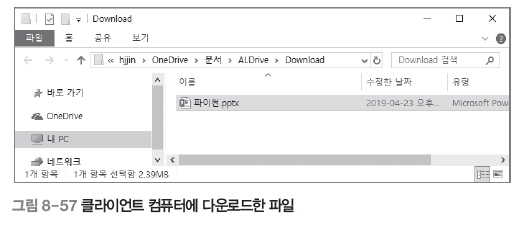 Download
파일 홈 공유 보기
« hjjin > OneDrive > 문서 > ALDrive > Download
Download 검색
이름 수정한 날짜 유형
바로 가기
파이썬.pptx 2019-04-23 오후... Microsoft Pow
OneDrive
내 PC
네트워크
1개 항목 1개 항목 선택함 2.39MB
그림 8-57 클라이언트 컴퓨터에 다운로드한 파일